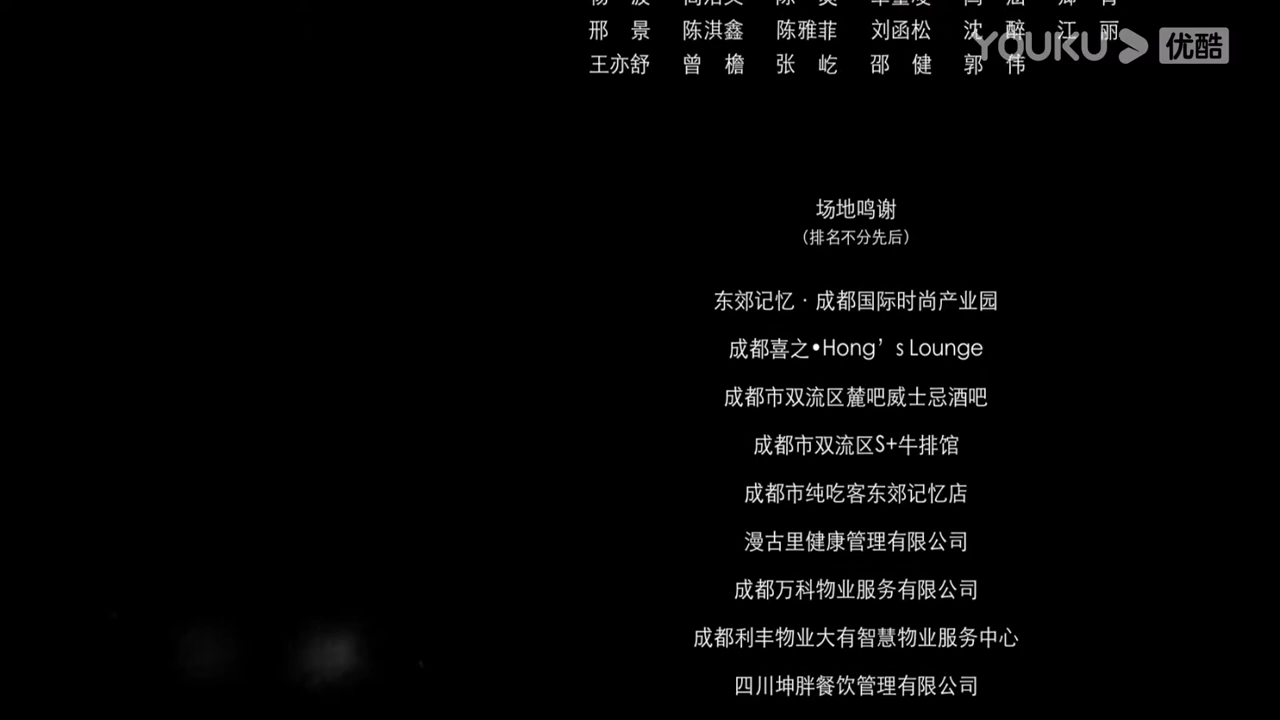 邢 景 陈淇鑫 陈雅菲 刘函松 沈 醉 江 丽
YOUKU 优酷
王亦舒 曾 檐 张 屹 邵 健 郭 伟
场地鸣谢
（排名不分先后）
东郊记忆·成都国际时尚产业园
成都喜之•Hong’s Lounge
成都市双流区麓吧威士忌酒吧
成都市双流区S+牛排馆
成都市纯吃客东郊记忆店
漫古里健康管理有限公司
成都万科物业服务有限公司
成都利丰物业大有智慧物业服务中心
四川坤胖餐饮管理有限公司